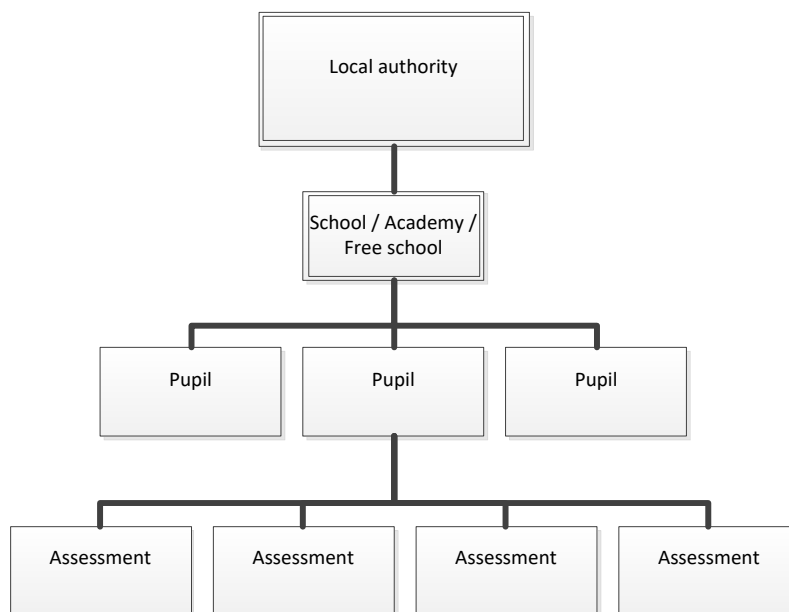 Local authority
School / Academy /
Free school
Pupil
Pupil
Pupil
Assessment
Assessment
Assessment
Assessment